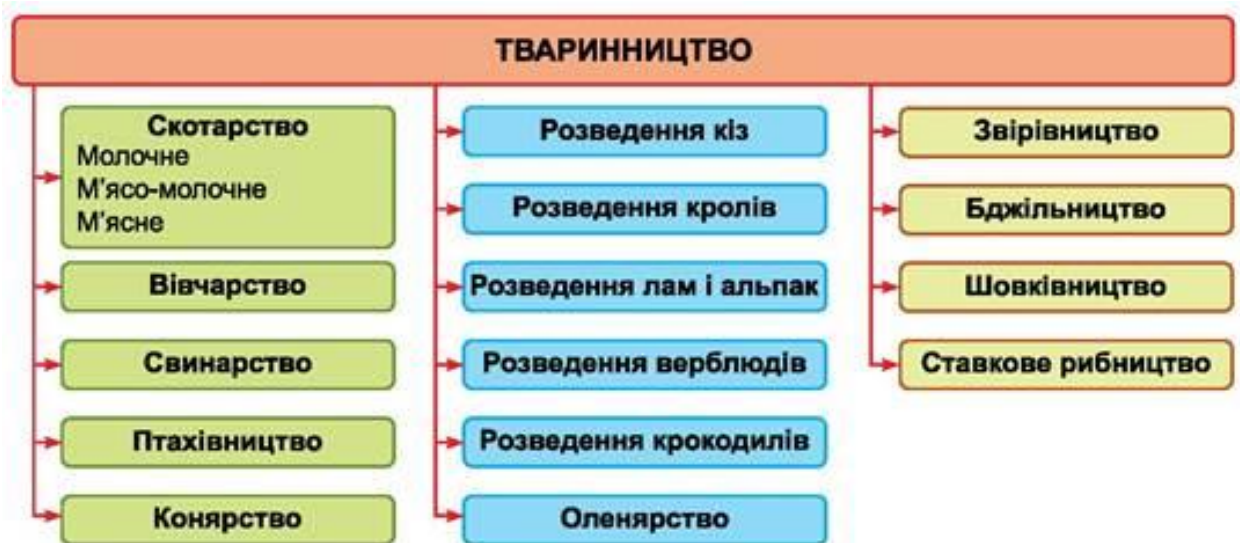 ТВАРИННИЦТВО
Скотарство
Молочне
М'ясо-молочне
М'ясне
Вівчарство
Свинарство
Птахівництво
Конярство
Розведення кіз
Розведення кролів
Розведення лам і альпак
Розведення верблюдів
Розведення крокодилів
Оленярство
Звірівництво
Бджільництво
Шовківництво
Ставкове рибництво